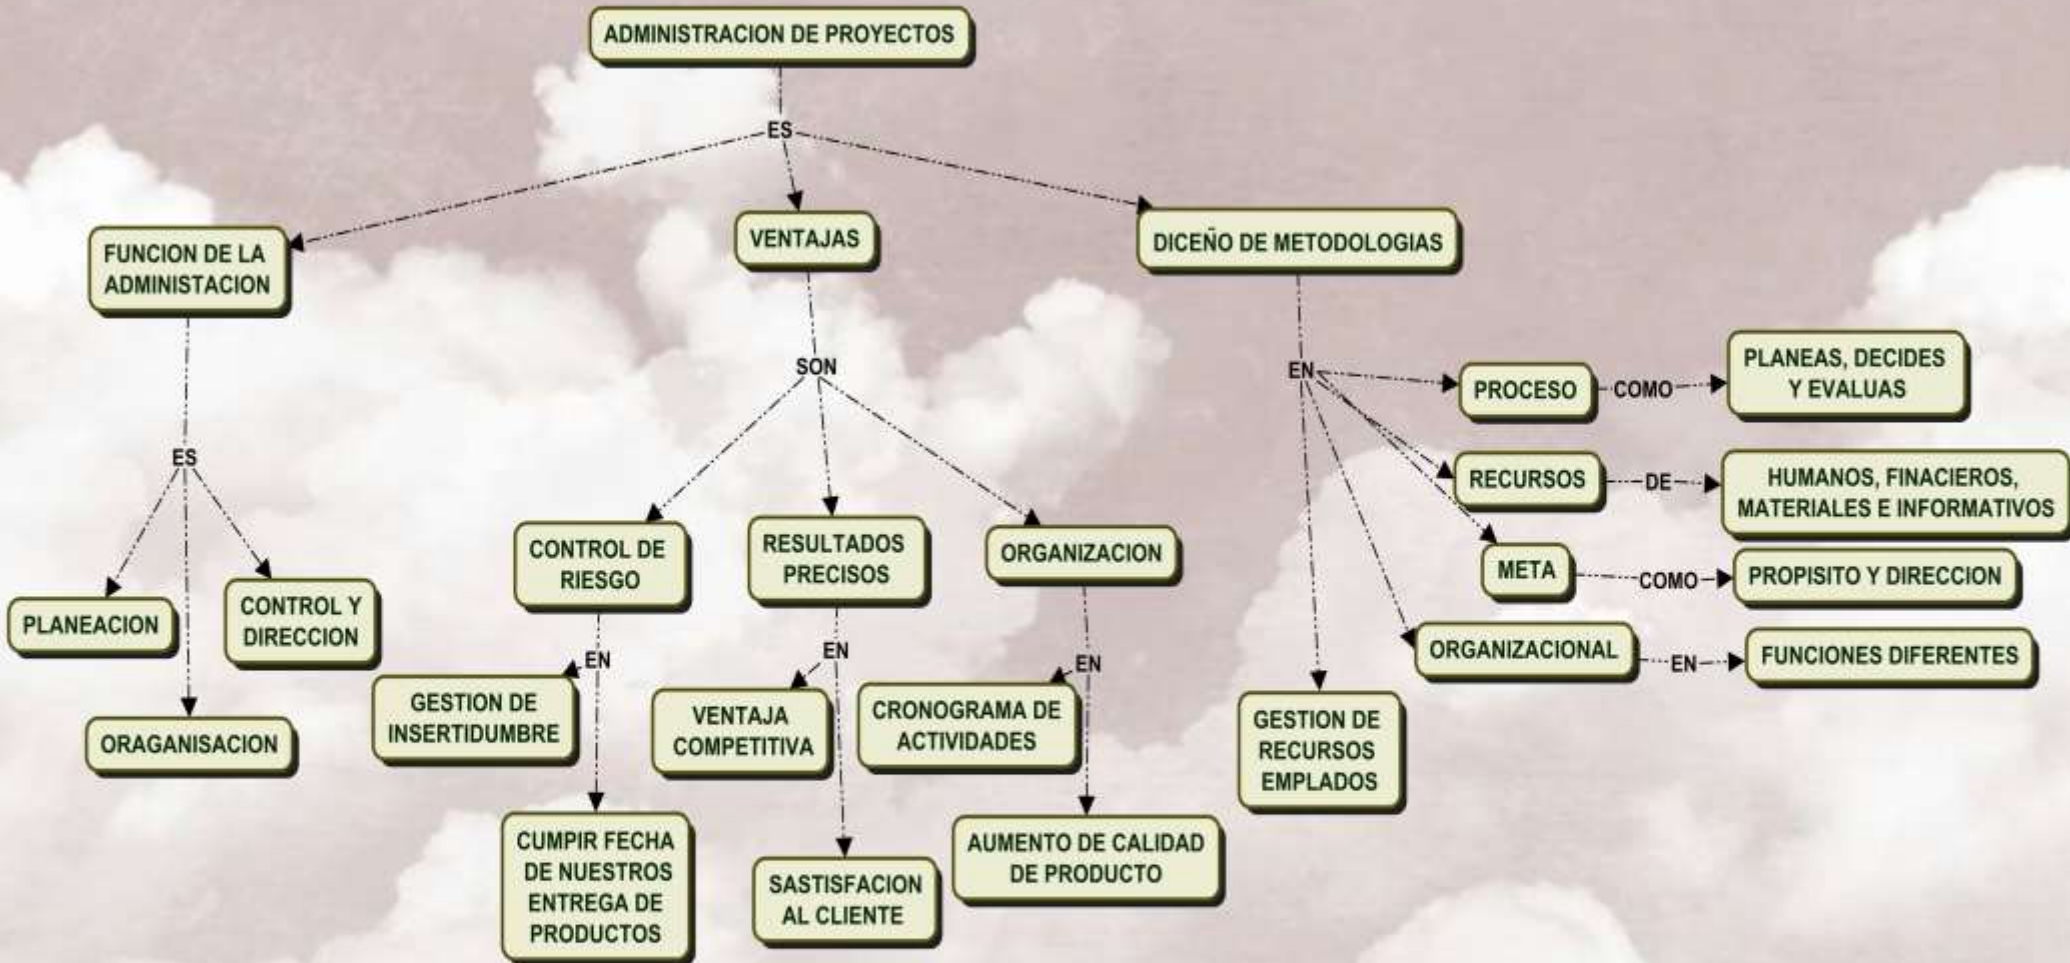 ADMINISTRACION DE PROYECTOS
ES
FUNCION DE LA
ADMINISTACION
VENTAJAS
DICEÑO DE METODOLOGIAS
ES
PLANEACION
ORAGANISACION
CONTROL Y
DIRECCION
SON
CONTROL DE
RIESGO
EN
GESTION DE
INSERTIDUMBRE
CUMPIR FECHA
DE NUESTROS
ENTREGA DE
PRODUCTOS
RESULTADOS
PRECISOS
EN
VENTAJA
COMPETITIVA
SASTISFACION
AL CLIENTE
ORGANIZACION
EN
CRONOGRAMA DE
ACTIVIDADES
AUMENTO DE CALIDAD
DE PRODUCTO
EN
PROCESO
COMO
PLANEAS, DECIDES
Y EVALUAS
RECURSOS
DE
HUMANOS, FINACIEROS,
MATERIALES E INFORMATIVOS
META
COMO
PROPISITO Y DIRECCION
ORGANIZACIONAL
EN
FUNCIONES DIFERENTES
GESTION DE
RECURSOS
EMPLADOS